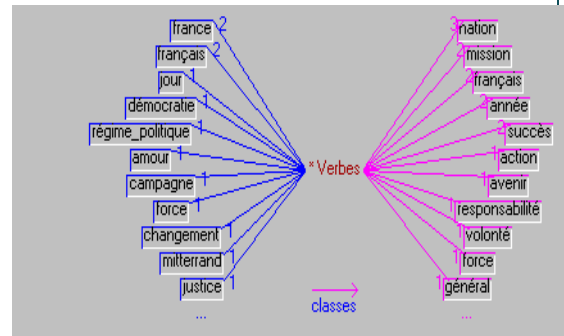 france 2
français 2
jour 1
démocratie 1
régime_politique 1
amour 1
campagne 1
force 1
changement 1
mitterrand 1
justice 1
...
* Verbes
classes
3 nation
2 mission
2 français
2 année
2 succès
1 action
1 avenir
1 responsabilité
1 volonté
1 force
1 général
...